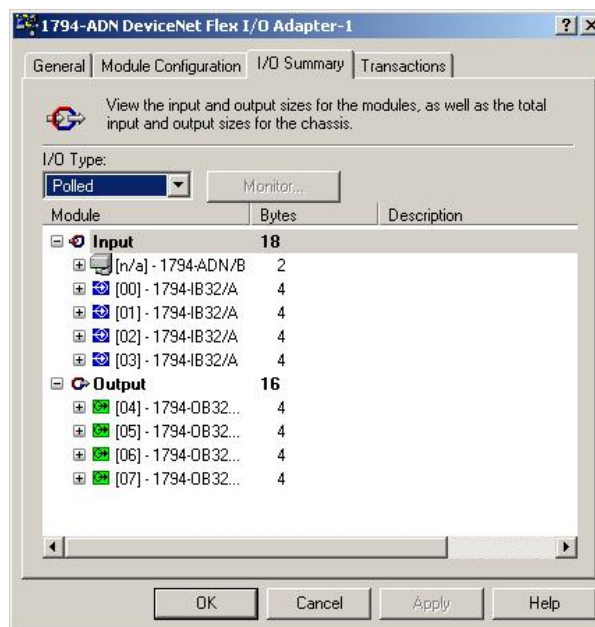 1794-ADN DeviceNet Flex I/O Adapter-1
General Module Configuration I/O Summary Transactions
View the input and output sizes for the modules, as well as the total
input and output sizes for the chassis.
I/O Type:
Polled Monitor...
Module Bytes Description
Input 18
[n/a] - 1794-ADN/B 2
[00] - 1794-IB32/A 4
[01] - 1794-IB32/A 4
[02] - 1794-IB32/A 4
[03] - 1794-IB32/A 4
Output 16
[04] - 1794-OB32... 4
[05] - 1794-OB32... 4
[06] - 1794-OB32... 4
[07] - 1794-OB32... 4
OK Cancel Apply Help